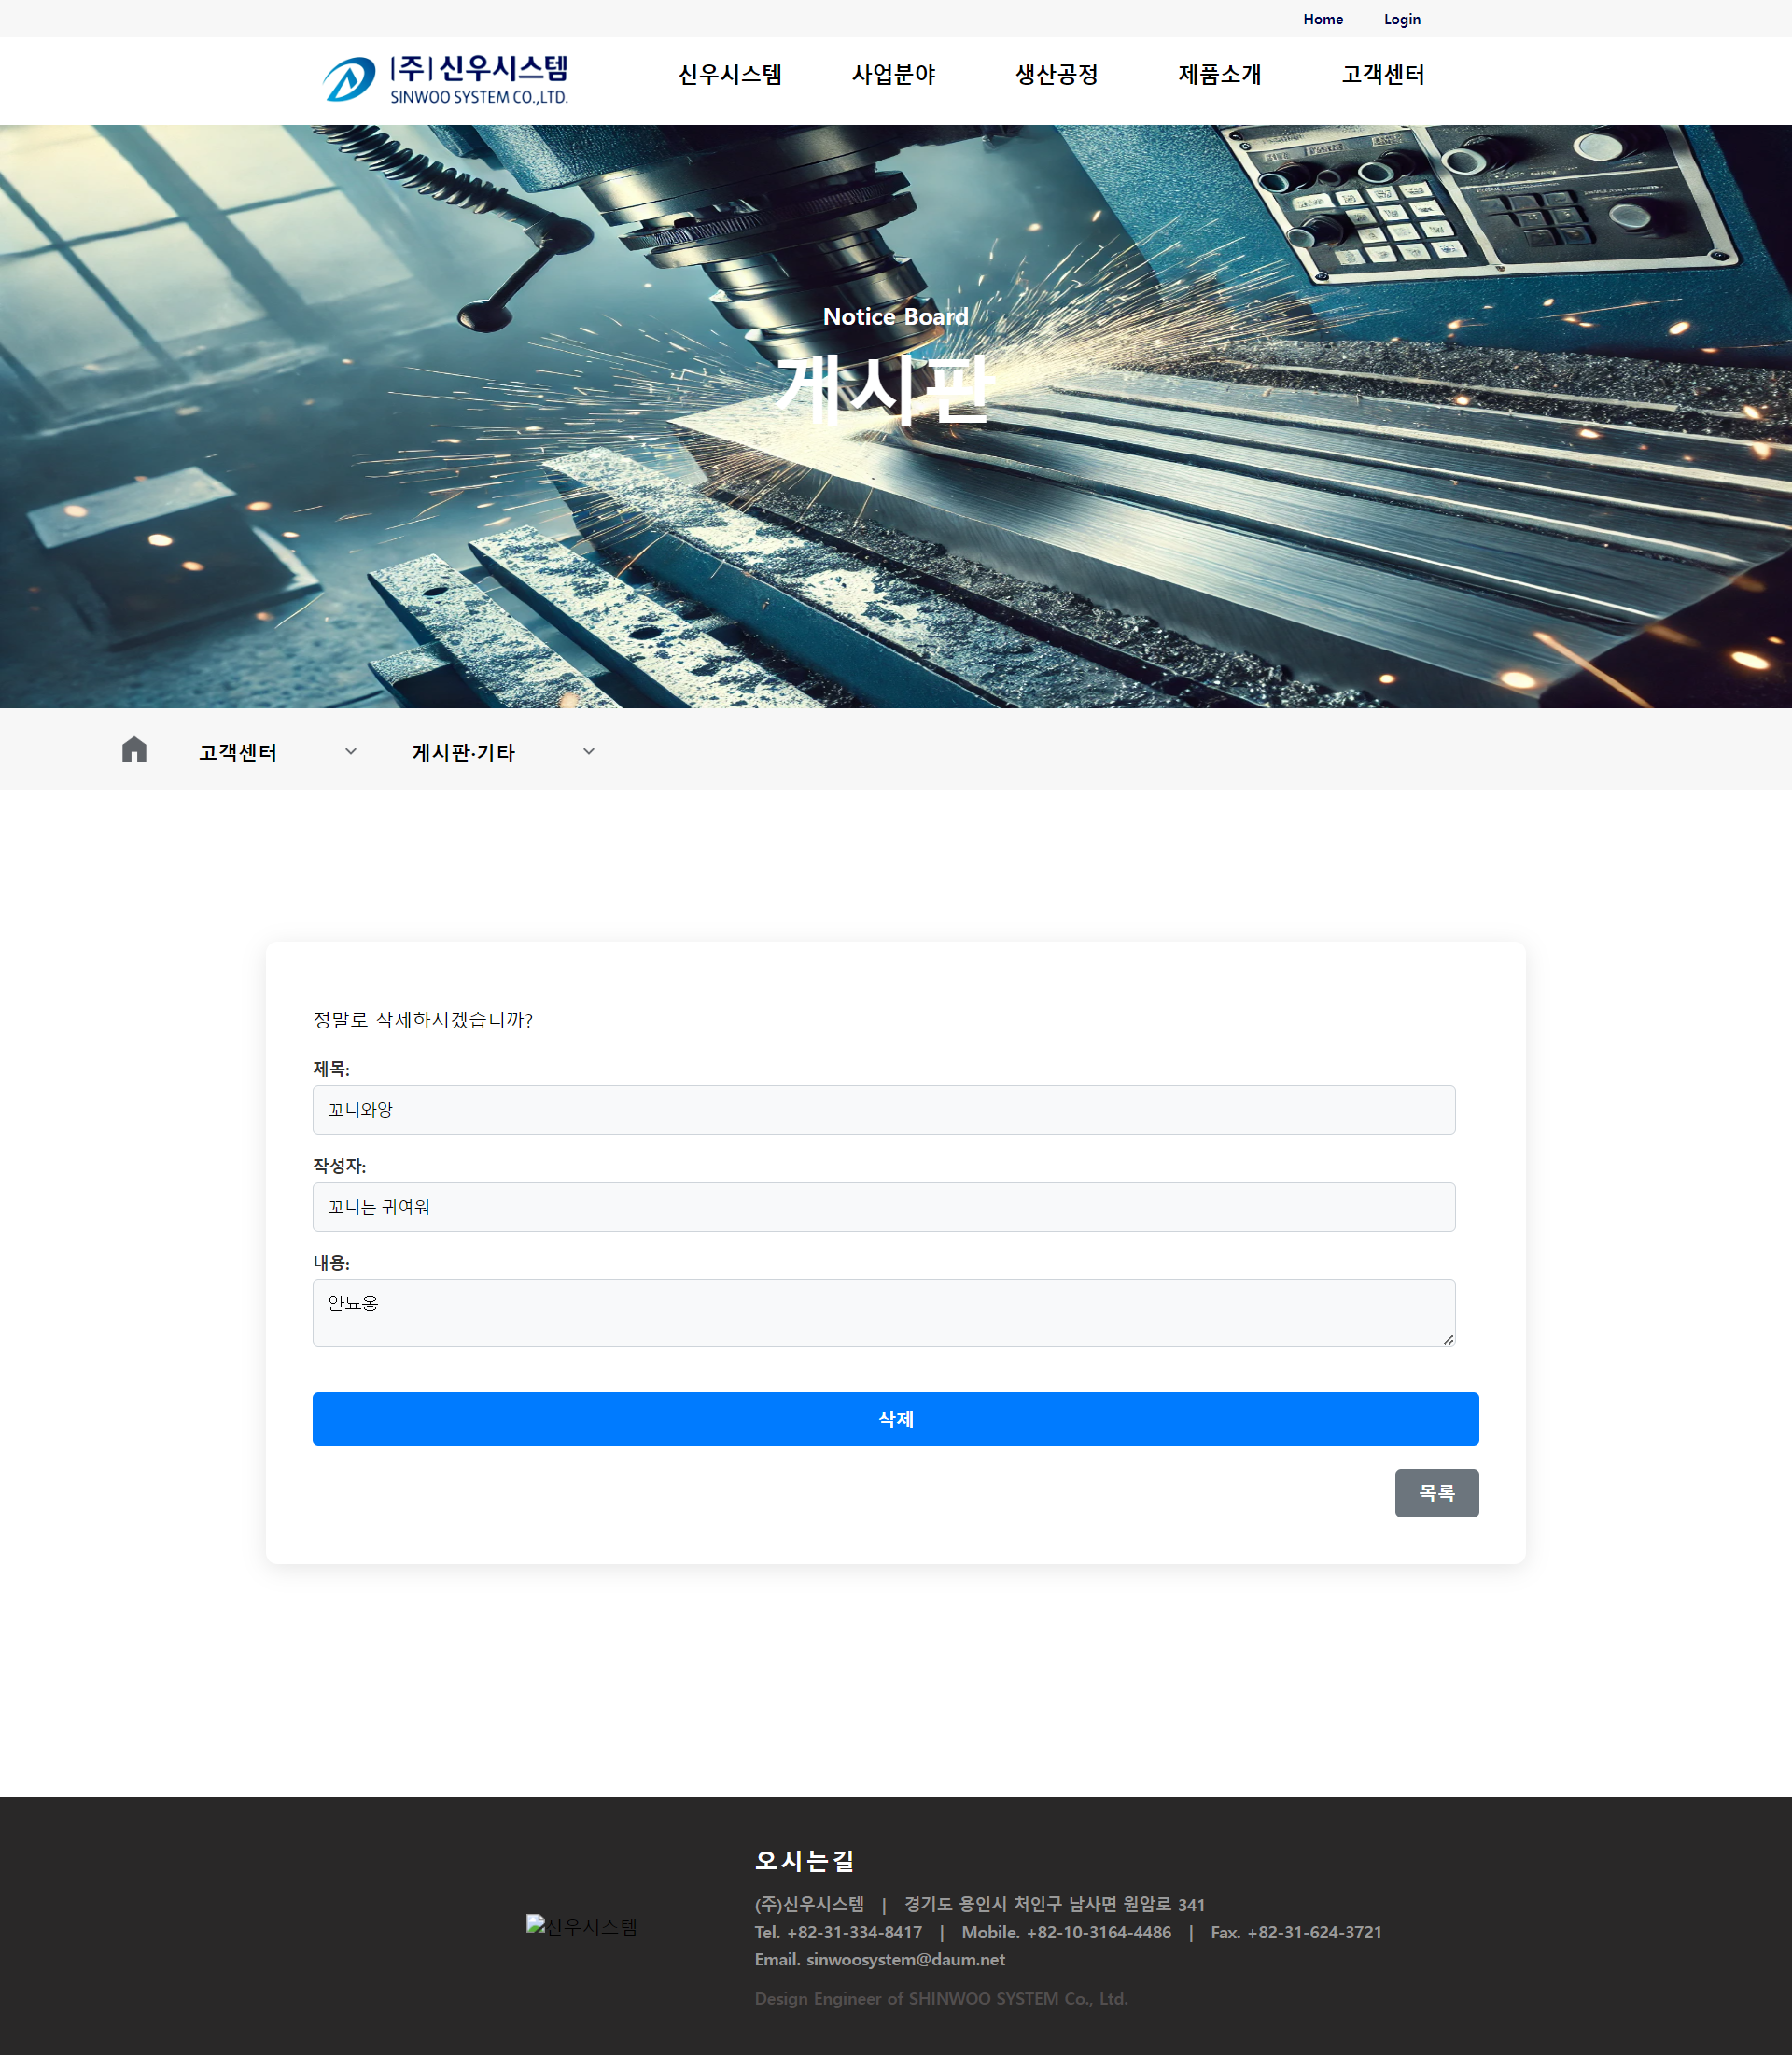 Home Login
|주| 신우시스템
SINWOO SYSTEM CO.,LTD.
신우시스템 사업분야 생산공정 제품소개 고객센터
Notice Board
게시판
고객센터 게시판·기타
정말로 삭제하시겠습니까?
제목:
꼬니와앙
작성자:
꼬니는 귀여워
내용:
안뇨옹
삭제
목록
신우시스템
오시는길
(주)신우시스템 | 경기도 용인시 처인구 남사면 원암로 341
Tel. +82-31-334-8417 | Mobile. +82-10-3164-4486 | Fax. +82-31-624-3721
Email. sinwoosystem@daum.net
Design Engineer of SHINWOO SYSTEM Co., Ltd.